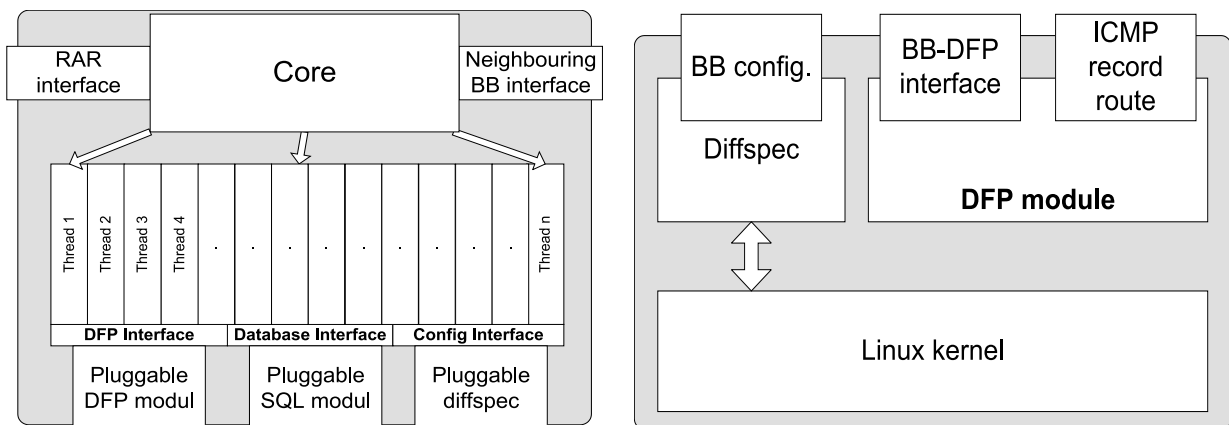 RAR
interface
Core
Neighbouring
BB interface
Thread 1
Thread 2
Thread 3
Thread 4
. . . . . . . . .
Thread n
DFP Interface
Database Interface
Config Interface
Pluggable
DFP modul
Pluggable
SQL modul
Pluggable
diffspec
BB config.
BB-DFP
interface
ICMP
record
route
Diffspec
DFP module
Linux kernel